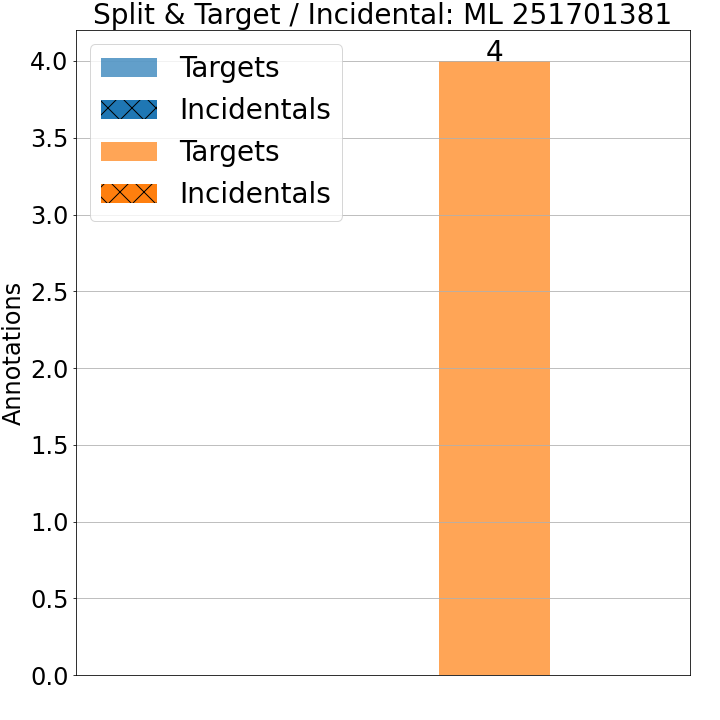 Split & Target / Incidental: ML 251701381
4
4.0
3.5
3.0
2.5
2.0
1.5
1.0
0.5
0.0
Annotations
Targets
Incidentals
Targets
Incidentals